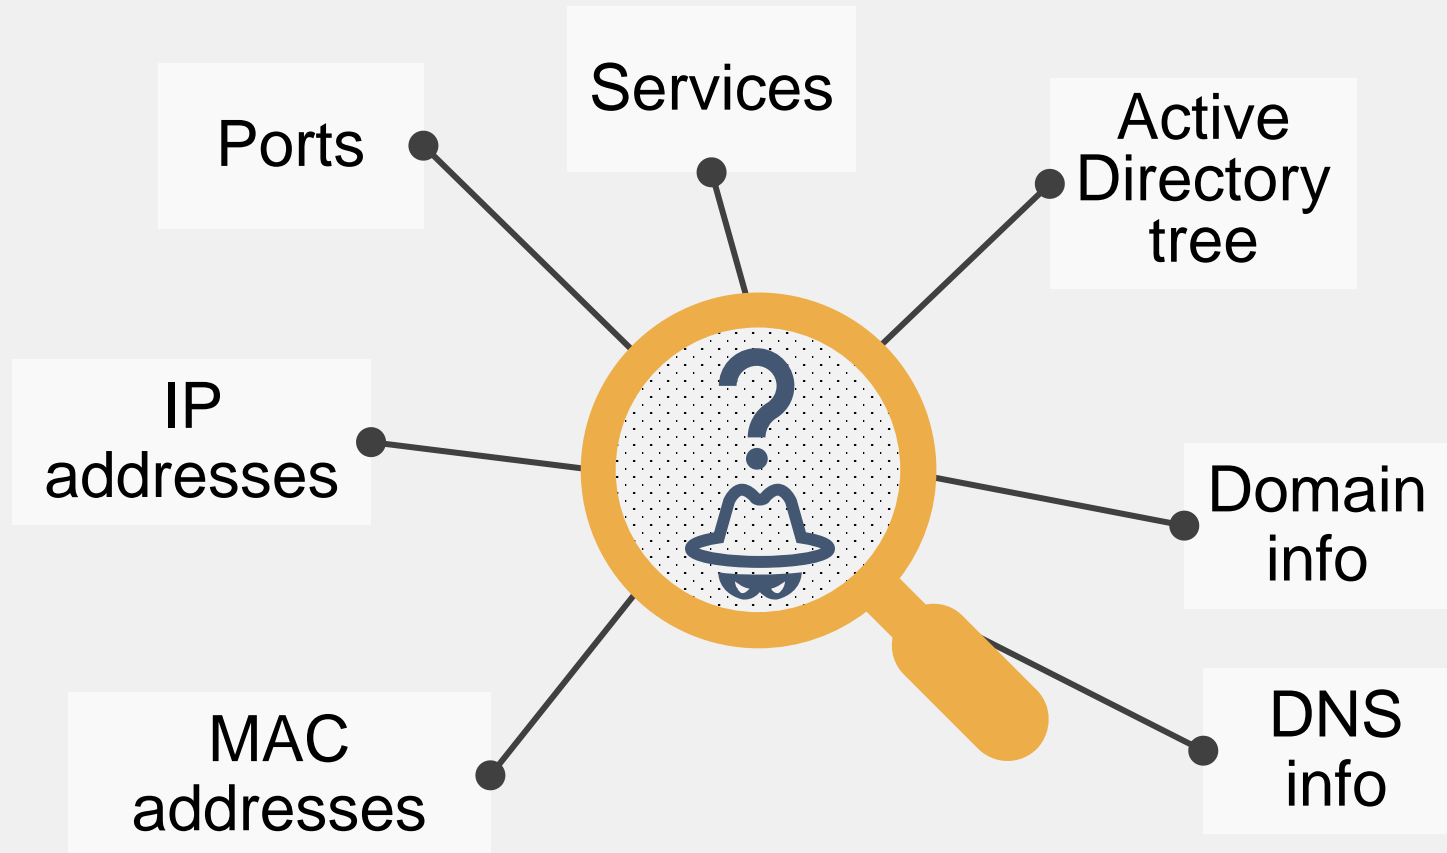 Services
Ports
Active
Directory
tree
?
IP
addresses
Domain
info
MAC
addresses
DNS
info